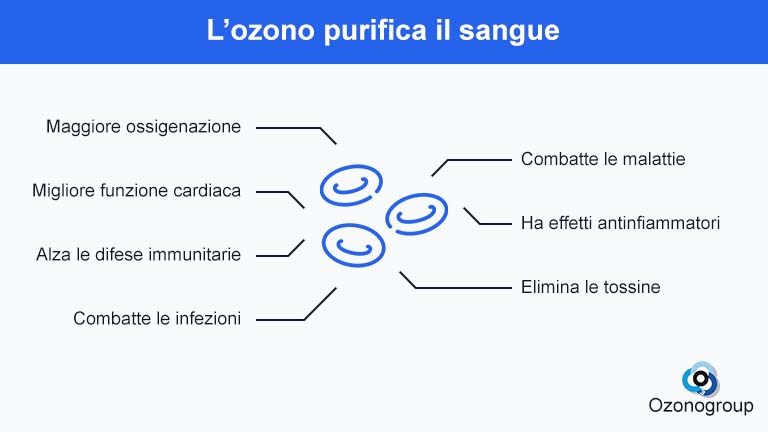 L’ozono purifica il sangue
Maggiore ossigenazione
Migliore funzione cardiaca
Alza le difese immunitarie
Combatte le infezioni
Combatte le malattie
Ha effetti antinfiammatori
Elimina le tossine
Ozonogroup